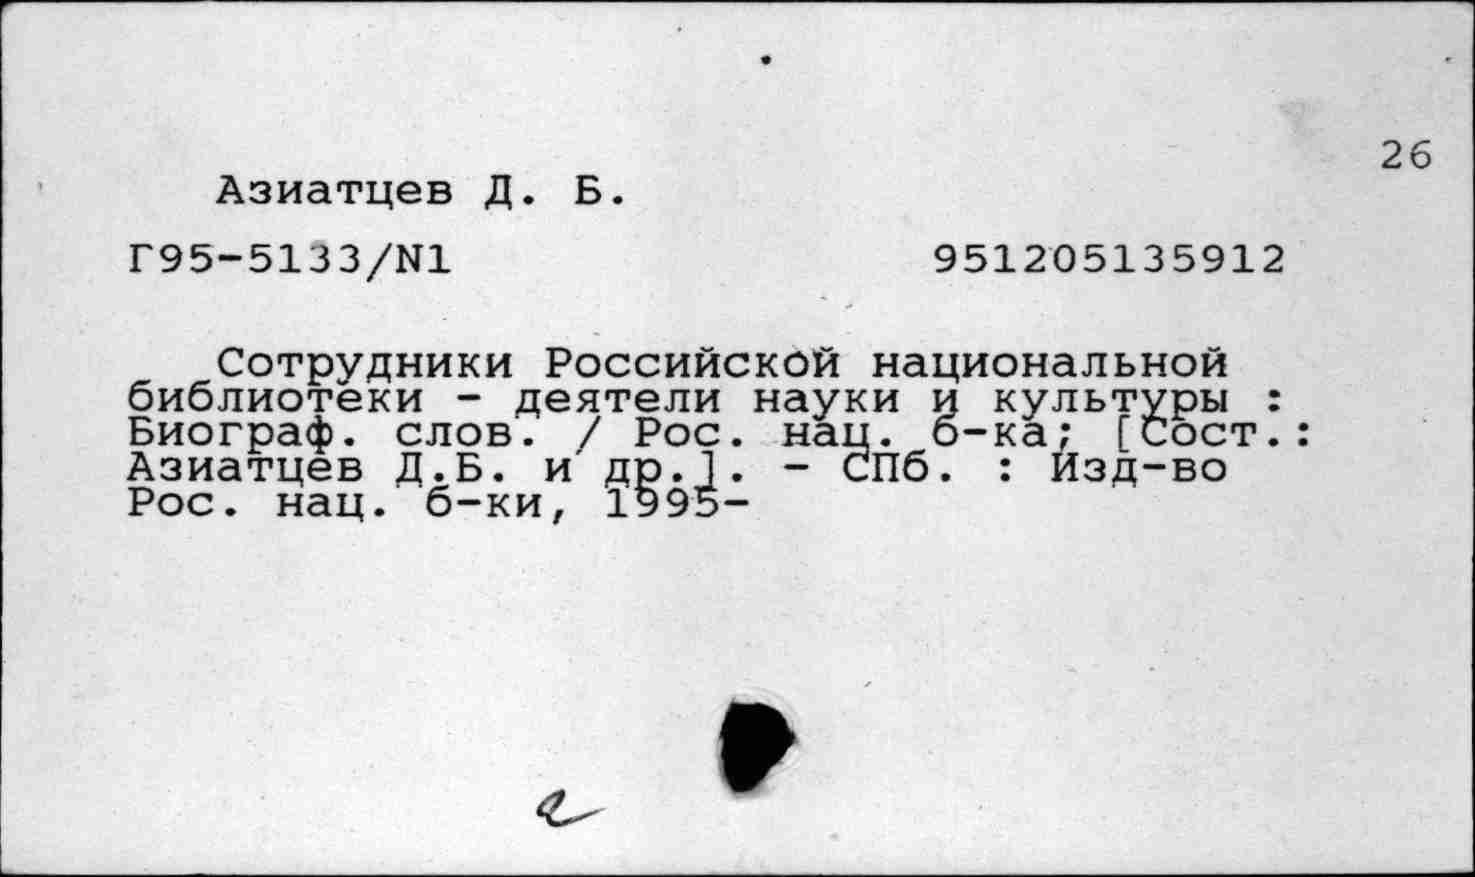 26
Азиатцев Д. Б.
Г95-5133/N1 951205135912
Сотрудники Российской национальной
библиотеки - деятели науки и культуры :
Биограф. слов. / Рос. нац. б-ка; [Сост.:
Азиатцев Д.Б. и др.]. - СПб. : Изд-во
Рос. нац. б-ки, 1995-